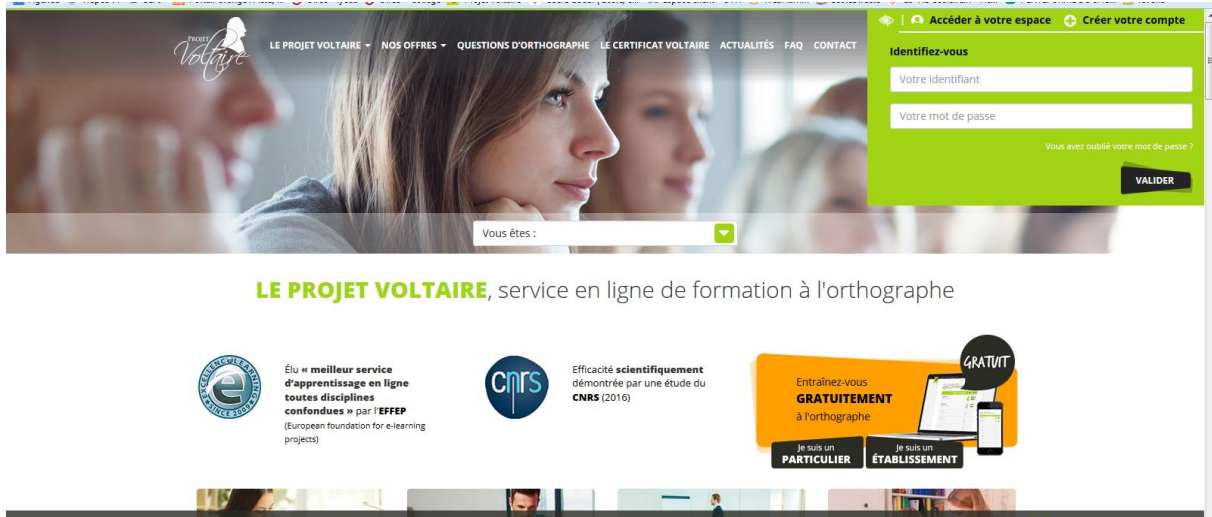 Accéder à votre espace
Créer votre compte
PROJET
Voltaire
LE PROJET VOLTAIRE
NOS OFFRES
QUESTIONS D'ORTHOGRAPHE
LE CERTIFICAT VOLTAIRE
ACTUALITÉS
FAQ
CONTACT
Identifiez-vous
Votre identifiant
Votre mot de passe
Vous avez oublié votre mot de passe ?
VALIDER
Vous êtes :
LE PROJET VOLTAIRE, service en ligne de formation à l'orthographe
EXCELLENCE LEARNING
SINCE 2009
Élu « meilleur service
d'apprentissage en ligne
toutes disciplines
confondues » par l'EFFEP
(European foundation for e-learning
projects)
cnrs
Efficacité scientifiquement
démontrée par une étude du
CNRS (2016)
GRATUIT
Entraînez-vous
GRATUITEMENT
à l'orthographe
Je suis un
PARTICULIER
Je suis un
ÉTABLISSEMENT